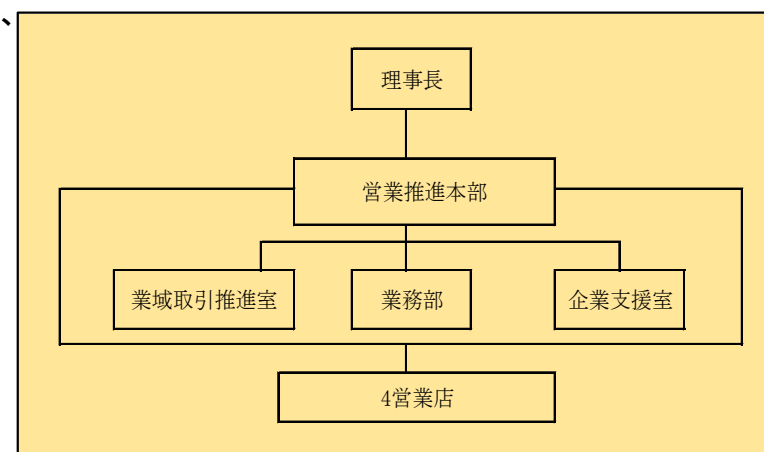 、
理事長
営業推進本部
業域取引推進室
業務部
企業支援室
4営業店